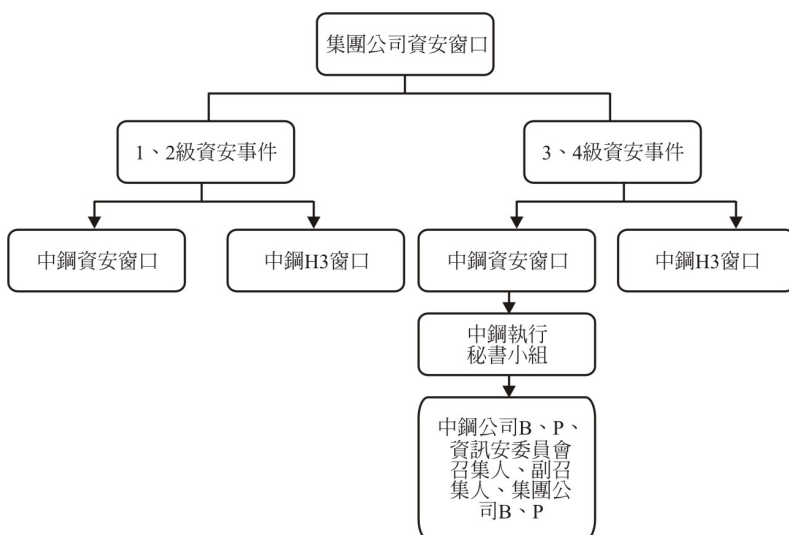 集團公司資安窗口
1、2級資安事件
3、4級資安事件
中鋼資安窗口
中鋼H3窗口
中鋼資安窗口
中鋼H3窗口
中鋼執行
秘書小組
中鋼公司B、P、
資訊安委員會
召集人、副召
集人、集團公
司B、P